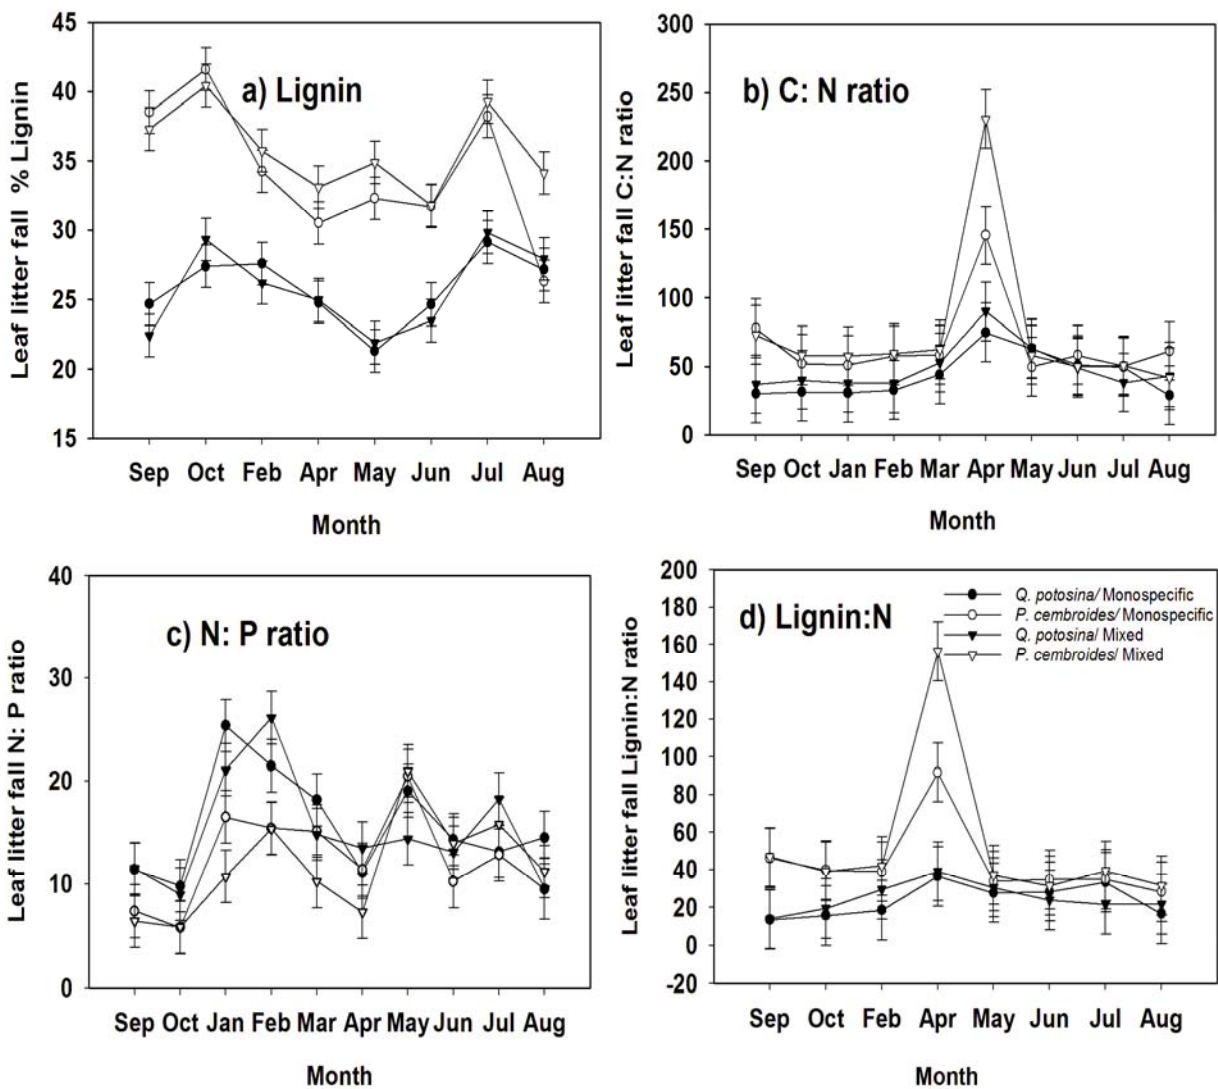 45
40
35
30
25
20
15
Leaf litter fall % Lignin
a) Lignin
Sep Oct Feb Apr May Jun Jul Aug
Month
300
250
200
150
100
50
0
Leaf litter fall C:N ratio
b) C: N ratio
Sep Oct Jan Feb Mar Apr May Jun Jul Aug
Month
40
30
20
10
0
Leaf litter fall N: P ratio
c) N: P ratio
Sep Oct Jan Feb Mar Apr May Jun Jul Aug
Month
200
180
160
140
120
100
80
60
40
20
0
-20
Leaf litter fall Lignin:N ratio
d) Lignin:N
Q. potosina/ Monospecific
P. cembroides/ Monospecific
Q. potosina/ Mixed
P. cembroides/ Mixed
Sep Oct Feb Apr May Jun Jul Aug
Month